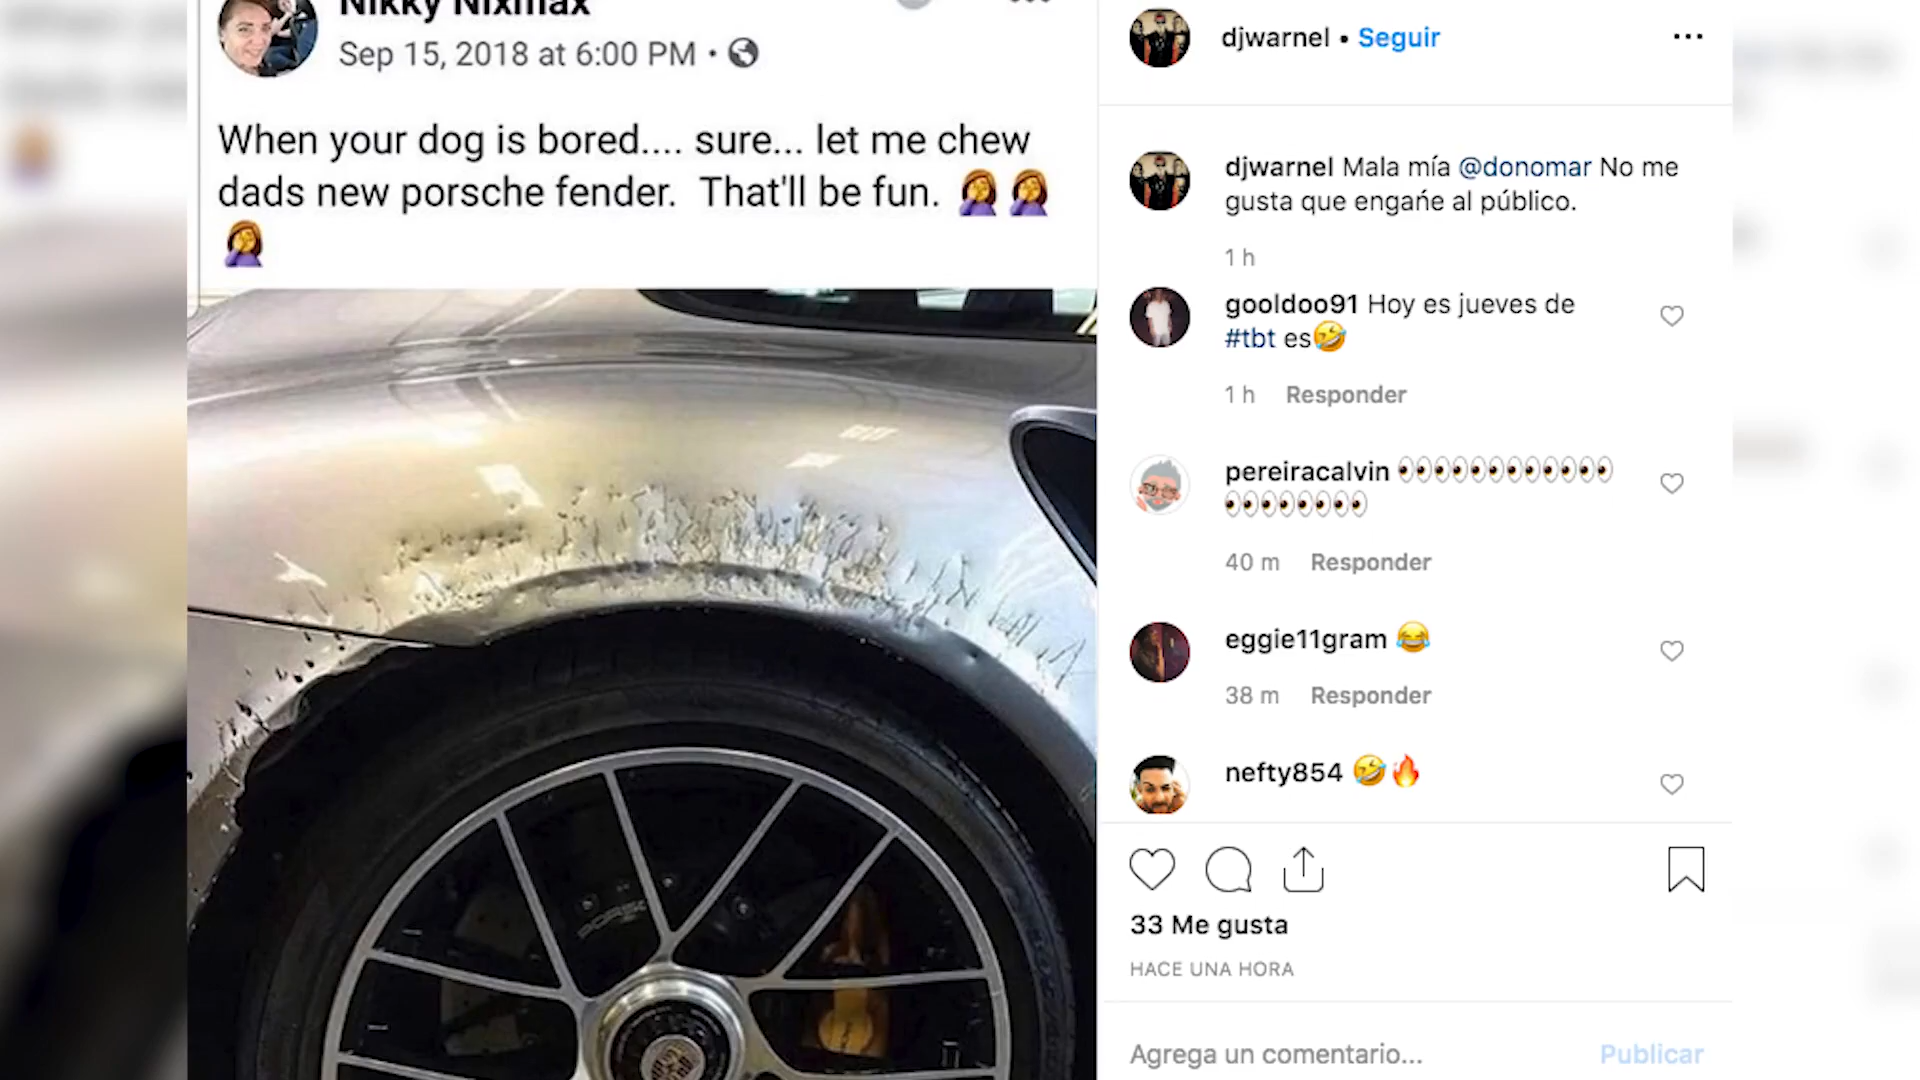 Nikky Nixmax
Sep 15, 2018 at 6:00 PM •
When your dog is bored.... sure... let me chew
dads new porsche fender. That'll be fun. 🤦‍♀️🤦‍♀️
🤦‍♀️
djwarnel • Seguir
djwarnel Mala mía @donomar No me
gusta que engańe al público.
1 h
gooldoo91 Hoy es jueves de
#tbt es🤣
1 h Responder
pereiracalvin 👀👀👀👀👀👀
👀👀👀👀
40 m Responder
eggie11gram 😂
38 m Responder
nefty854 🤣🔥
33 Me gusta
HACE UNA HORA
Agrega un comentario...
Publicar